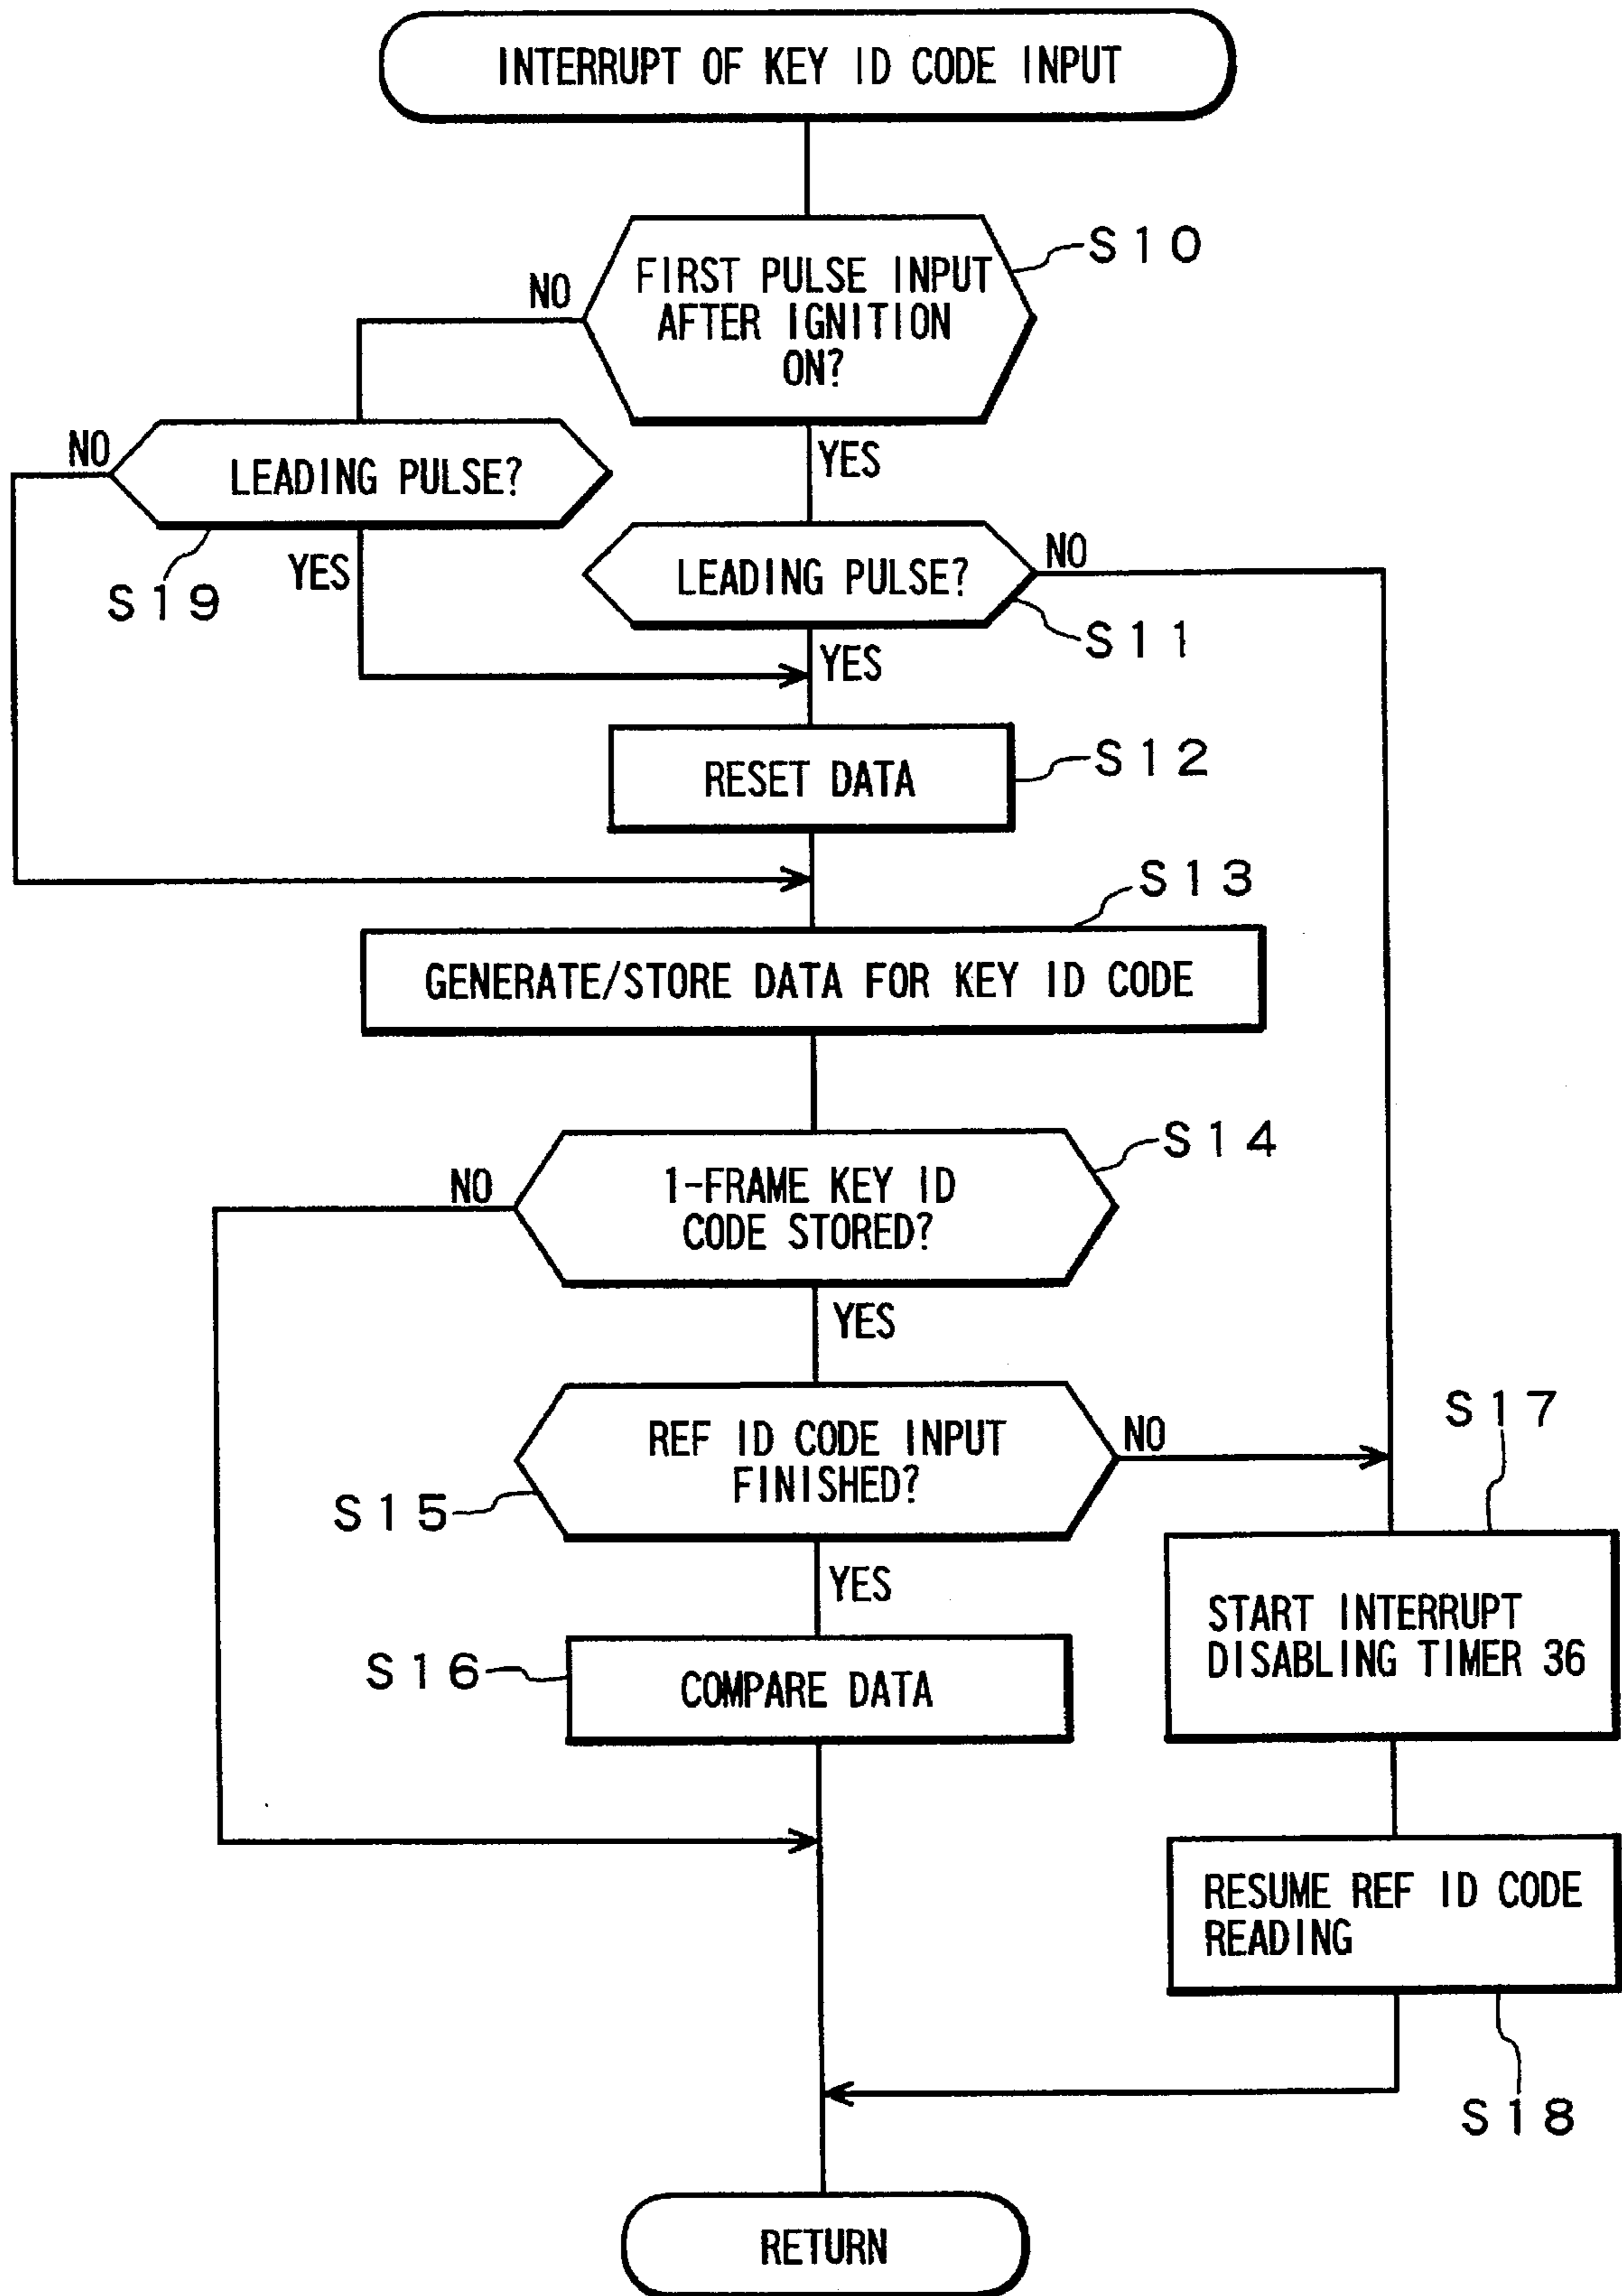 INTERRUPT OF KEY ID CODE INPUT
S10
FIRST PULSE INPUT
AFTER IGNITION
ON?
NO
YES
NO
LEADING PULSE?
S19
YES
LEADING PULSE?
NO
S11
YES
RESET DATA
S12
S13
GENERATE/STORE DATA FOR KEY ID CODE
S14
NO
1-FRAME KEY ID
CODE STORED?
YES
S17
REF ID CODE INPUT
FINISHED?
NO
S15
YES
START INTERRUPT
DISABLING TIMER 36
S16
COMPARE DATA
RESUME REF ID CODE
READING
S18
RETURN